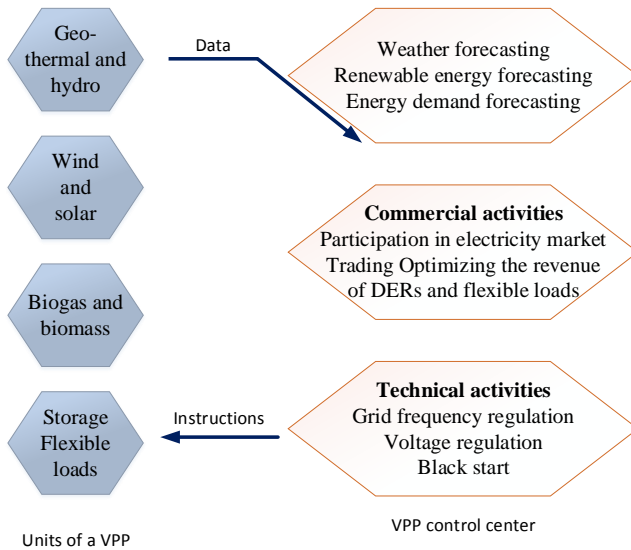 Geo-
thermal and
hydro
Data
Weather forecasting
Renewable energy forecasting
Energy demand forecasting
Wind
and
solar
Commercial activities
Participation in electricity market
Trading Optimizing the revenue
of DERs and flexible loads
Biogas and
biomass
Technical activities
Grid frequency regulation
Voltage regulation
Black start
Storage
Flexible
loads
Instructions
Units of a VPP
VPP control center